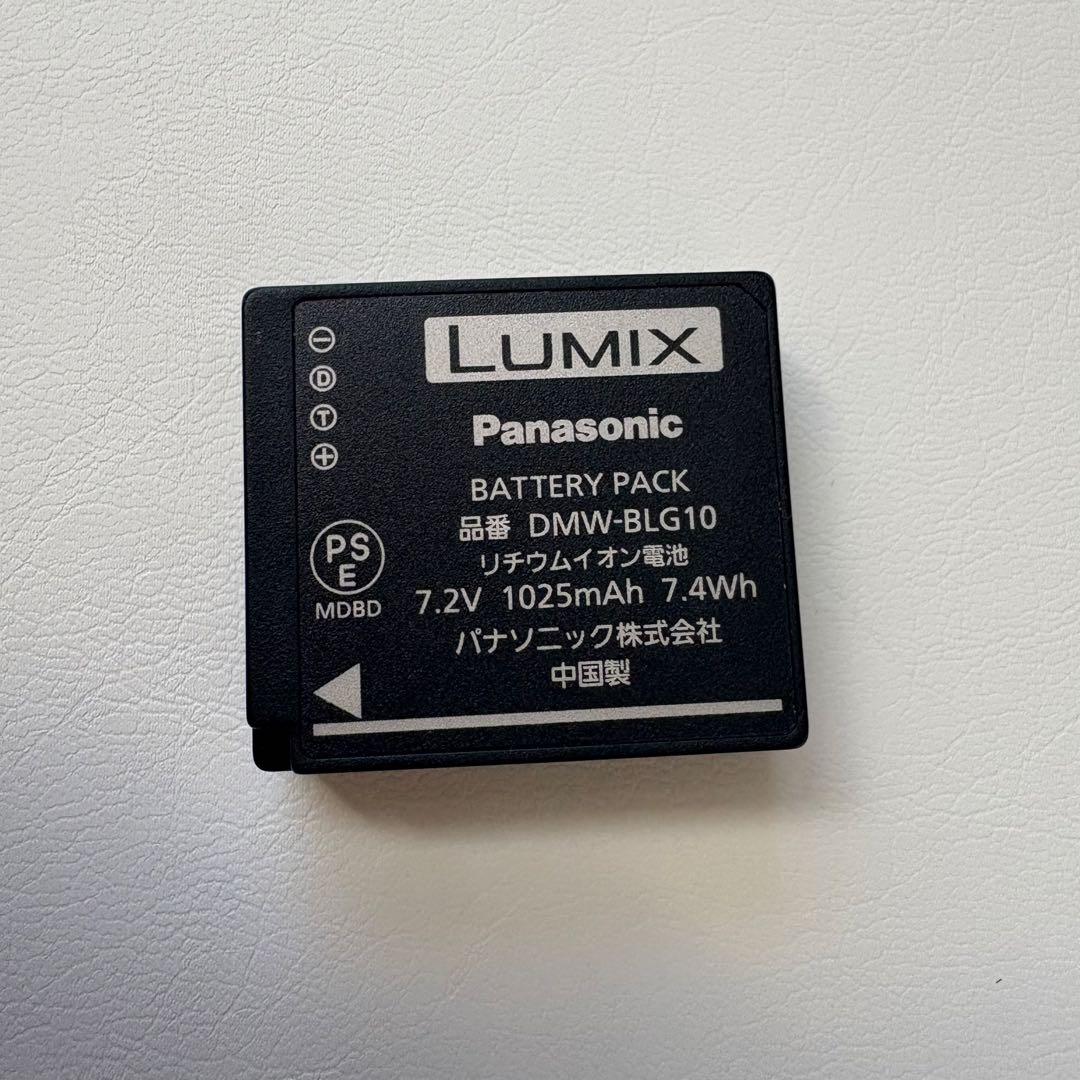 LUMIX
Panasonic
BATTERY PACK
品番 DMW-BLG10
リチウムイオン電池
7.2V 1025mAh 7.4Wh
パナソニック株式会社
中国製
⊖
Ⓓ
Ⓣ
⊕
PS
E
MDBD